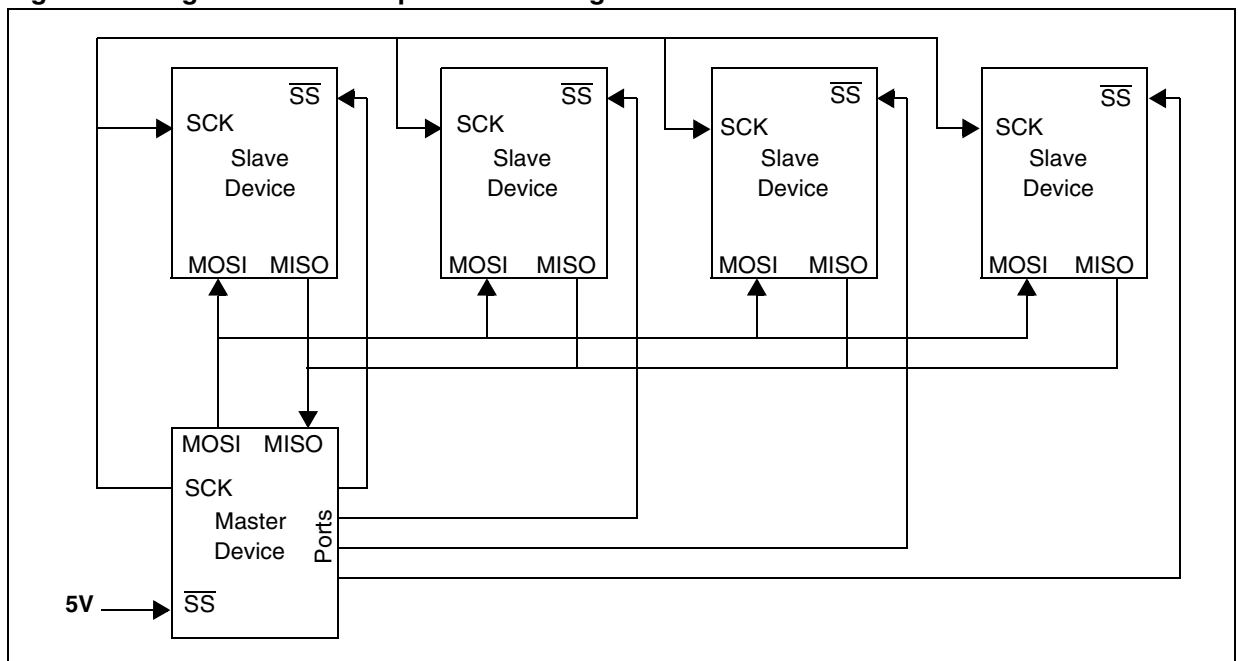 SS SS SS SS
SCK SCK SCK SCK
Slave Slave Slave Slave
Device Device Device Device
MOSI MISO MOSI MISO MOSI MISO MOSI MISO
MOSI MISO
SCK
Master
Device
Ports
5V SS